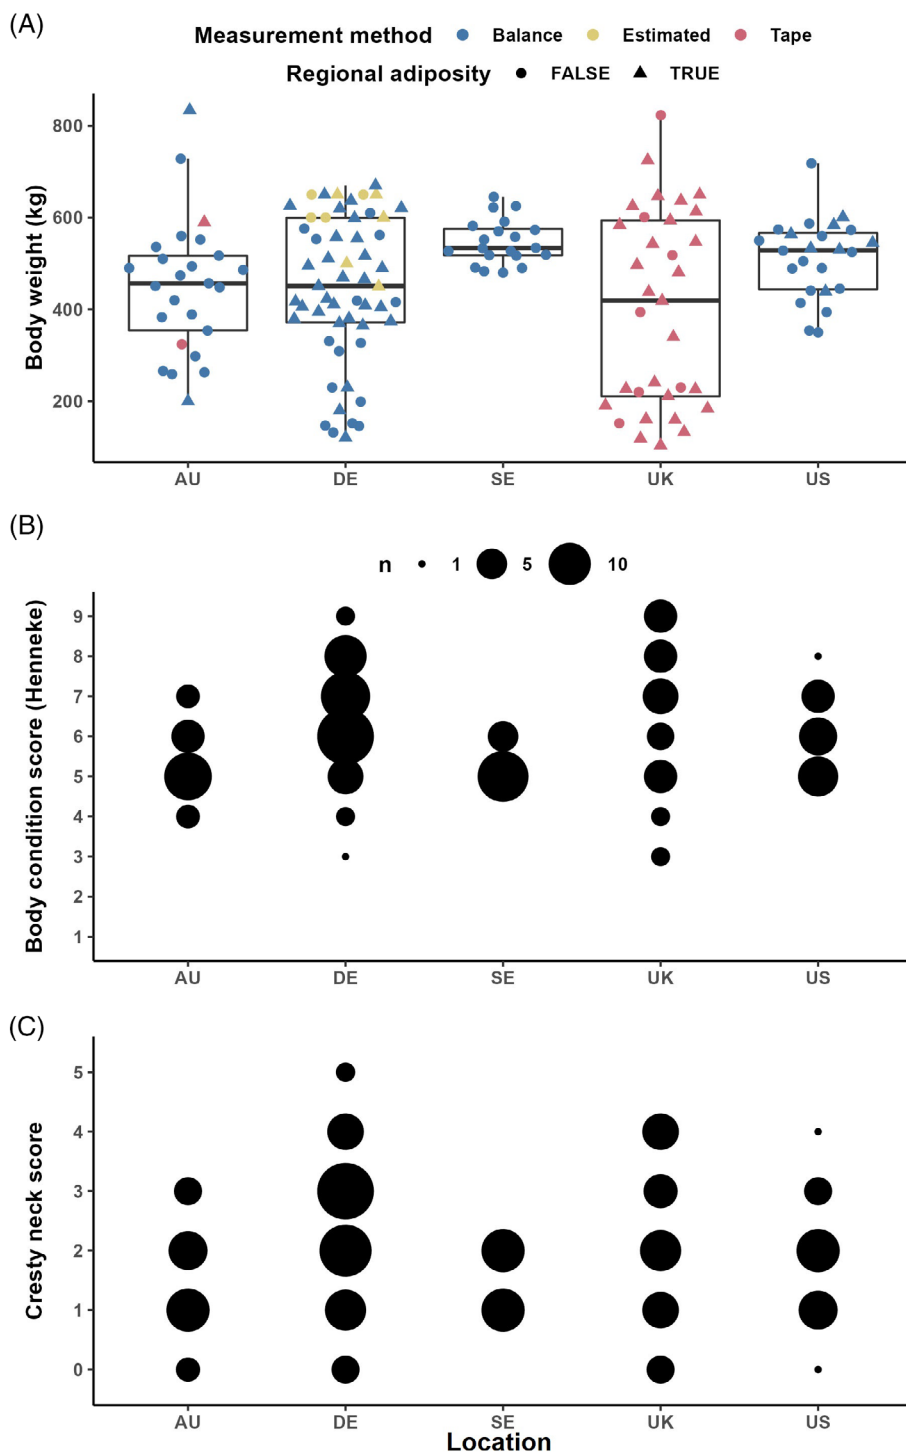 (A)
Measurement method Balance Estimated Tape
Regional adiposity FALSE TRUE
Body weight (kg)
800
600
400
200
AU DE SE UK US
(B)
n 1 5 10
Body condition score (Henneke)
9
8
7
6
5
4
3
2
1
AU DE SE UK US
(C)
Cresty neck score
5
4
3
2
1
0
AU DE SE UK US
Location